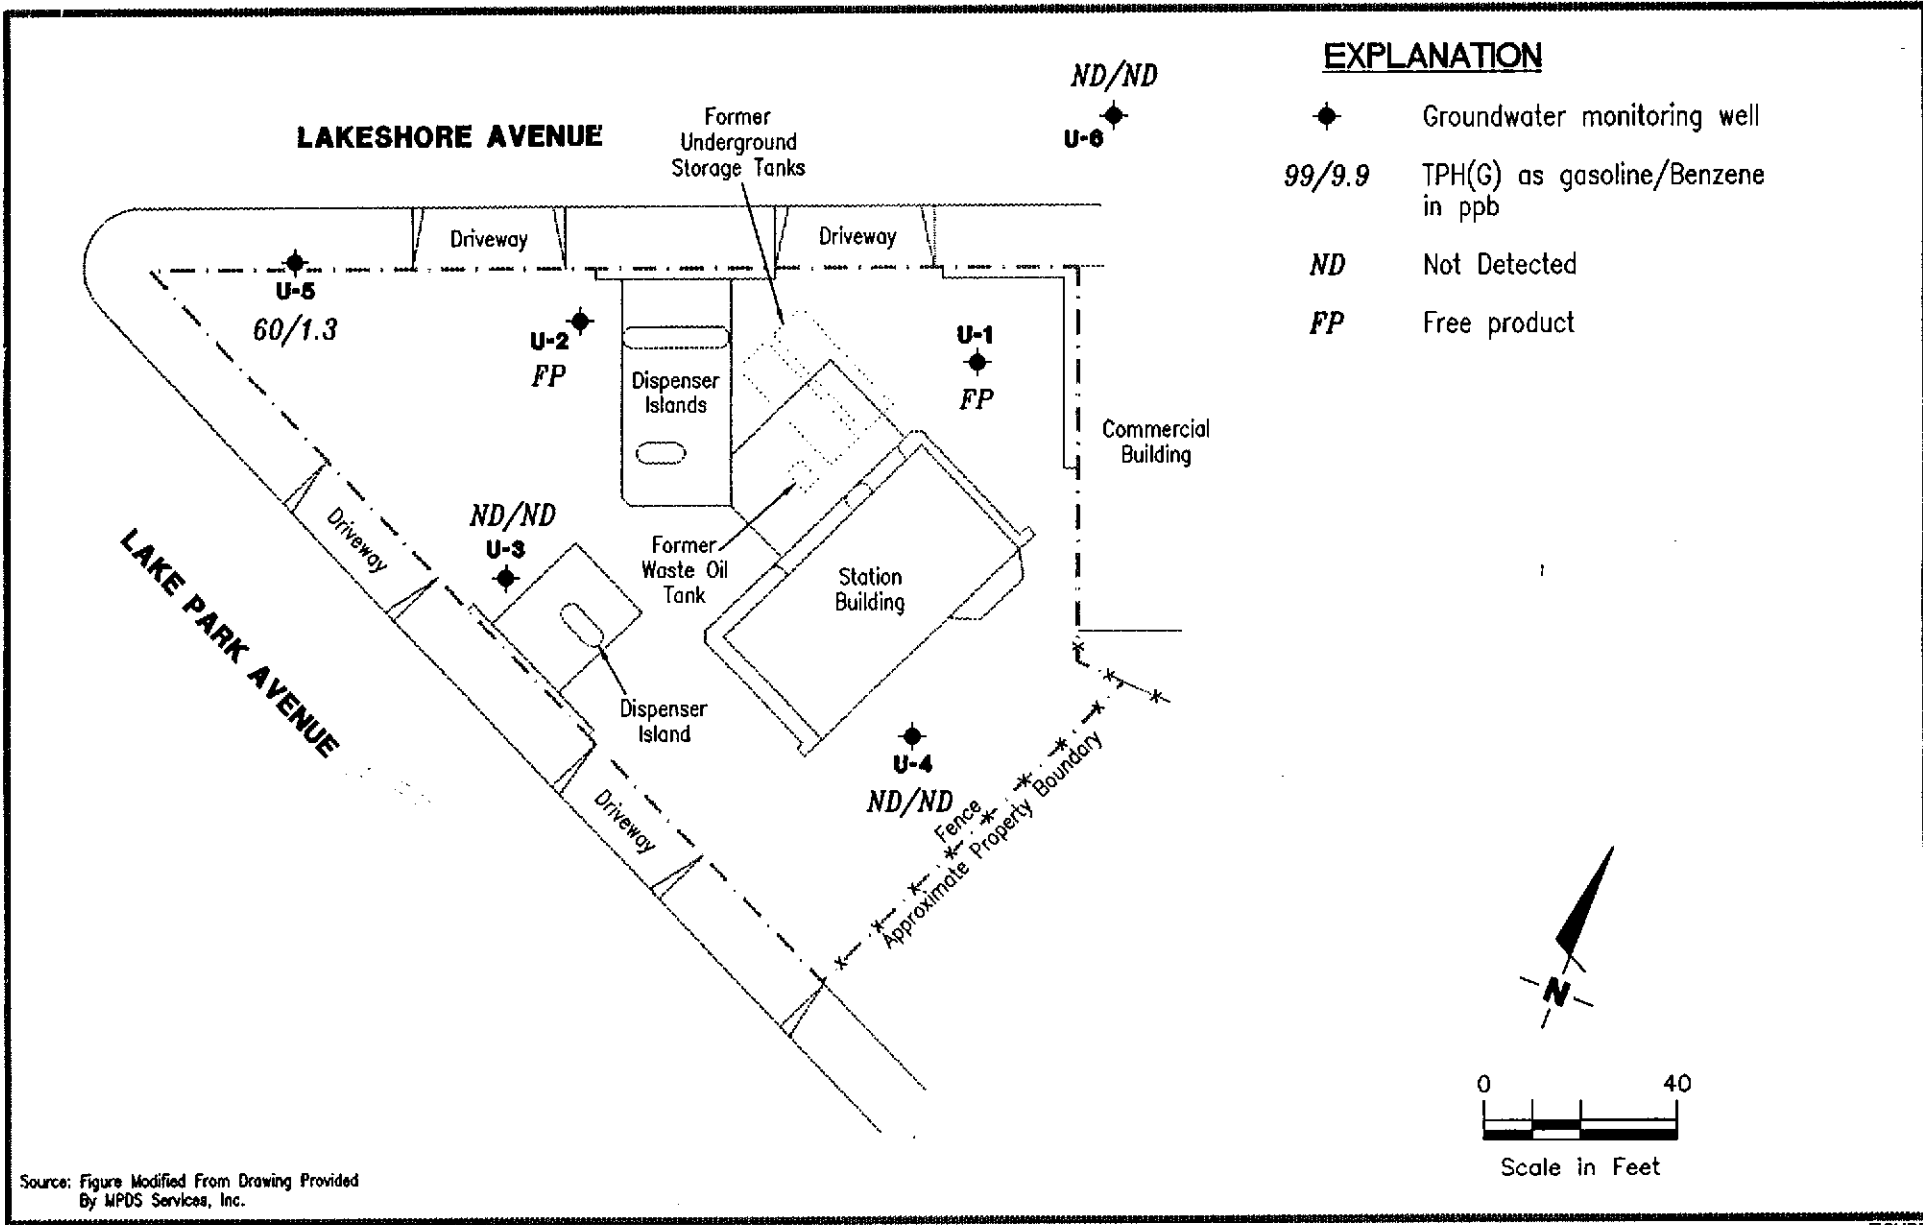 EXPLANATION
Groundwater monitoring well
99/9.9 TPH(G) as gasoline/Benzene
in ppb
ND Not Detected
FP Free product
LAKESHORE AVENUE
Former
Underground
Storage Tanks
ND/ND
U-6
Driveway
Driveway
U-5
60/1.3
U-2
FP
Dispenser
Islands
U-1
FP
Commercial
Building
LAKE PARK AVENUE
Driveway
ND/ND
U-3
Former
Waste Oil
Tank
Station
Building
Dispenser
Island
U-4
ND/ND
Driveway
Fence
Approximate Property Boundary
N
0 40
Scale in Feet
Source: Figure Modified From Drawing Provided
By MPDS Services, Inc.